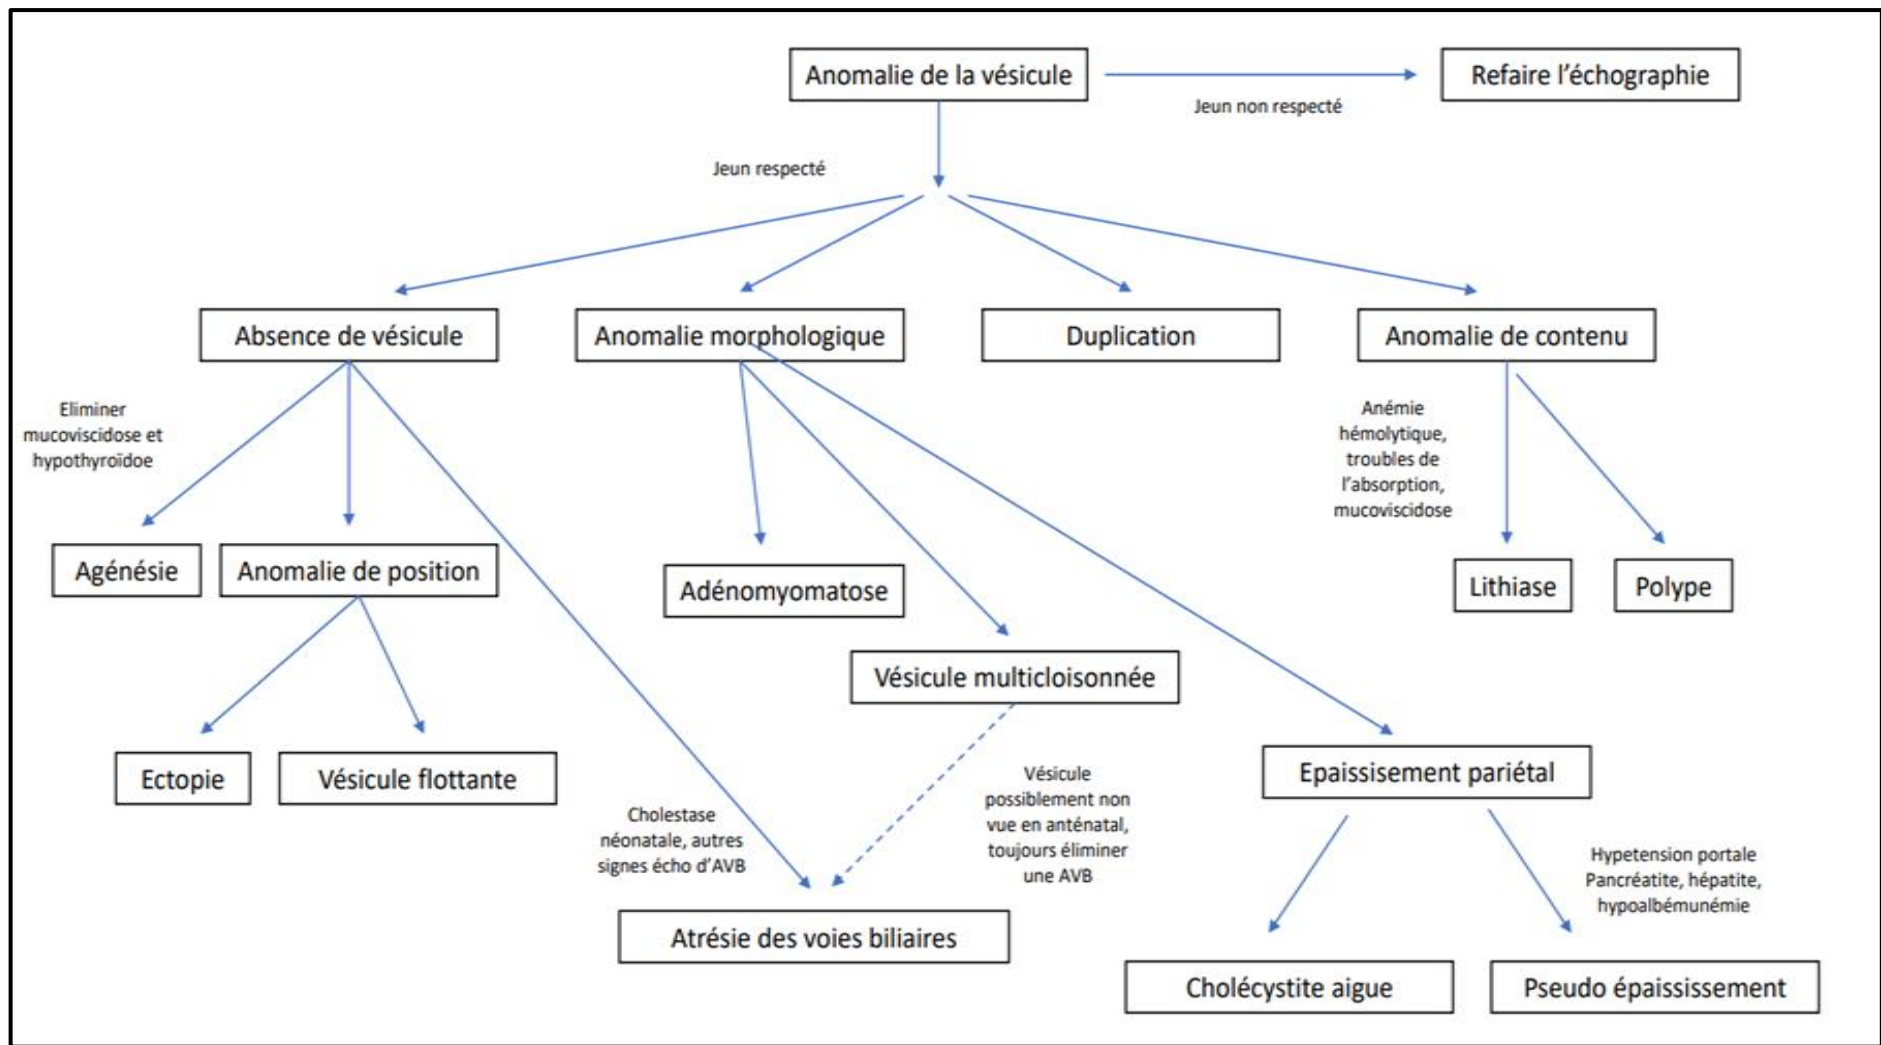 Anomalie de la vésicule
Refaire l’échographie
Jeun non respecté
Jeun respecté
Absence de vésicule
Anomalie morphologique
Duplication
Anomalie de contenu
Eliminer
mucoviscidose et
hypothyroïdoe
Anémie
hémolytique,
troubles de
l’absorption,
mucoviscidose
Agénésie
Anomalie de position
Adénomyomatose
Lithiase
Polype
Vésicule multicloisonnée
Ectopie
Vésicule flottante
Epaissisement pariétal
Cholestase
néonatale, autres
signes écho d’AVB
Vésicule
possiblement non
vue en anténatal,
toujours éliminer
une AVB
Hypetension portale
Pancréatite, hépatite,
hypoalbémunémie
Atrésie des voies biliaires
Cholécystite aigue
Pseudo épaississement